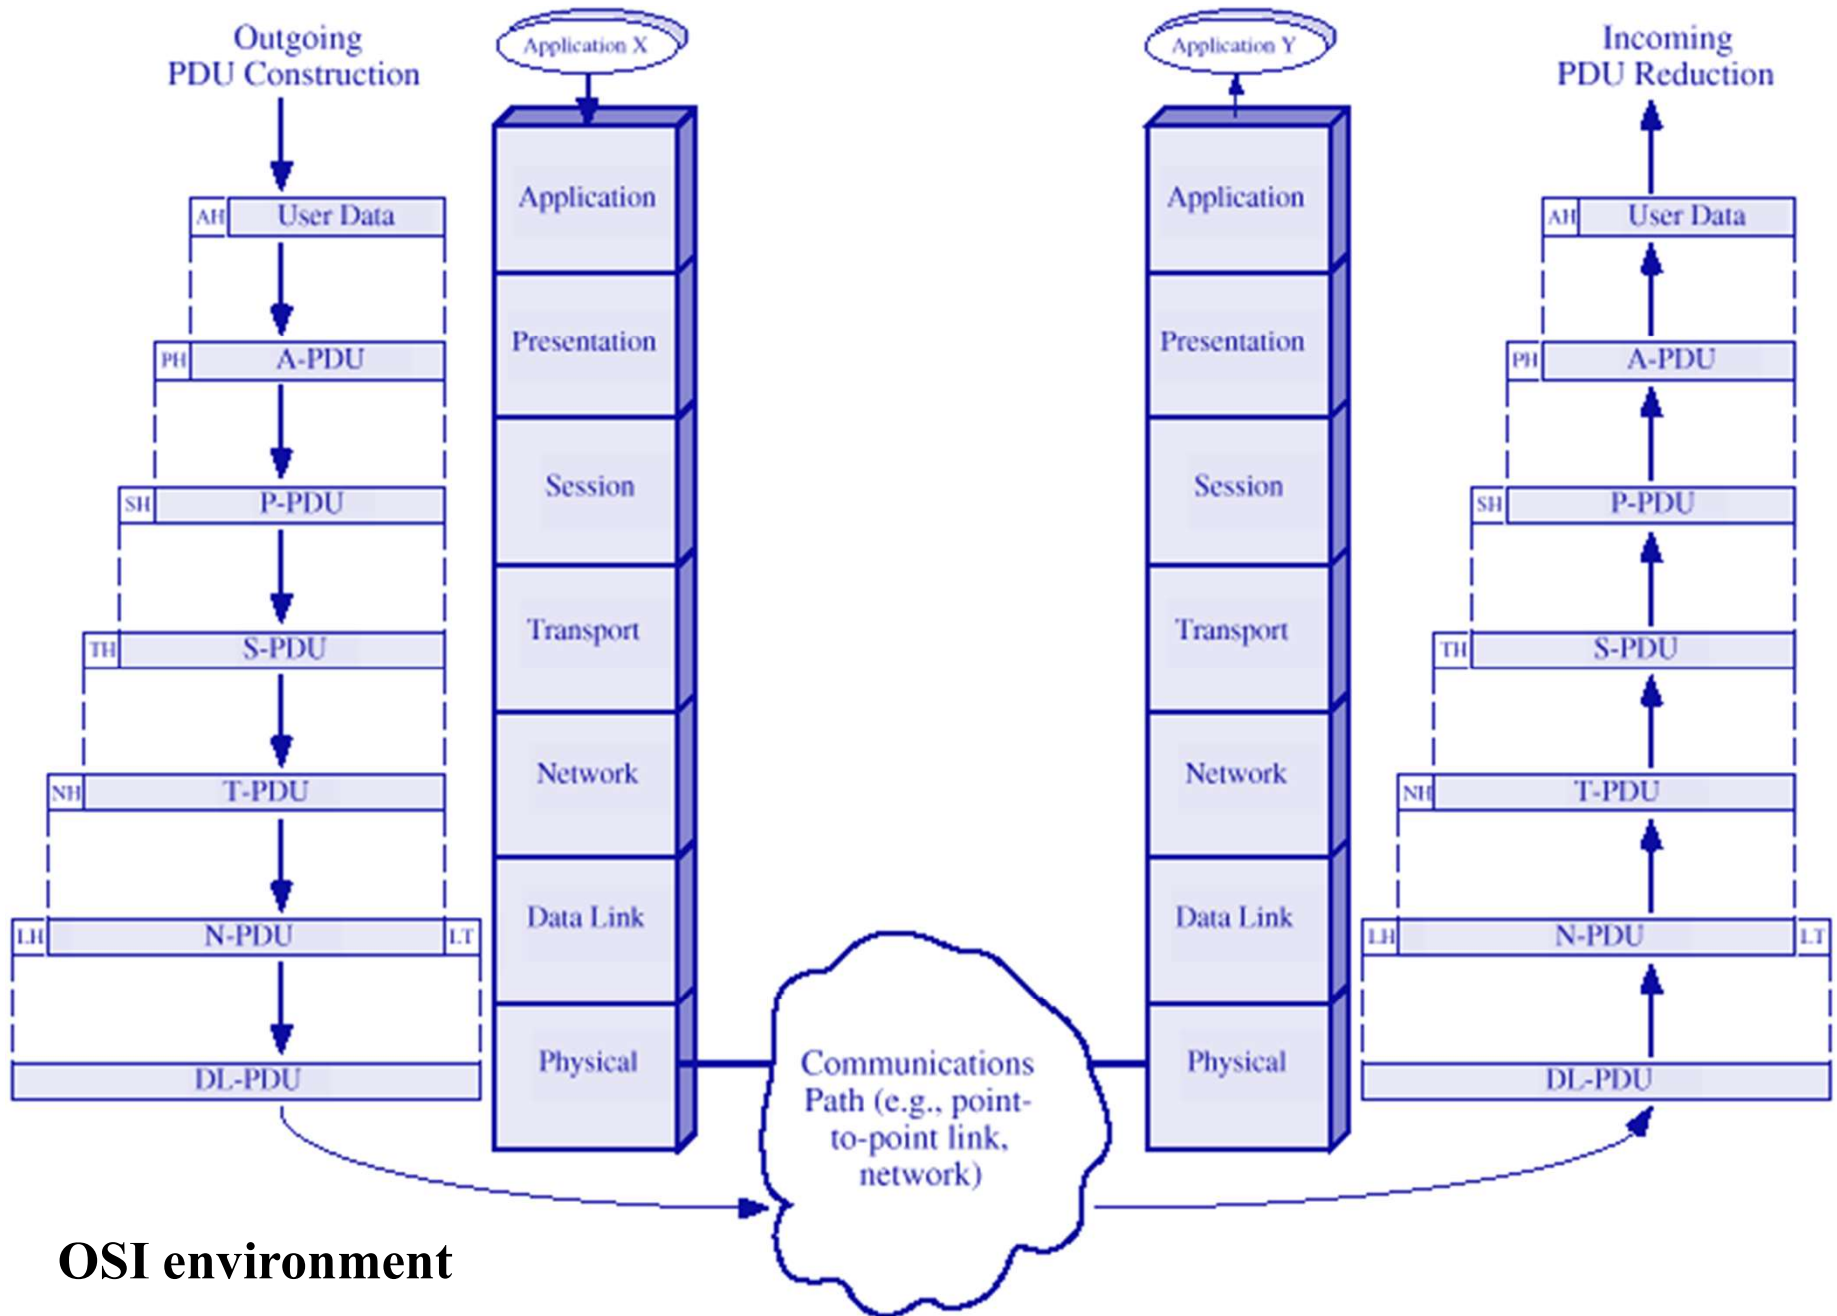 Outgoing
PDU Construction
Application X
Application Y
Incoming
PDU Reduction
AH User Data
Application
Application
AH User Data
Presentation
Presentation
PH A-PDU
PH A-PDU
Session
Session
SH P-PDU
SH P-PDU
Transport
Transport
TH S-PDU
TH S-PDU
Network
Network
NH T-PDU
NH T-PDU
Data Link
Data Link
LH N-PDU LT
LH N-PDU LT
Physical
Physical
DL-PDU
DL-PDU
Communications
Path (e.g., point-
to-point link,
network)
OSI environment